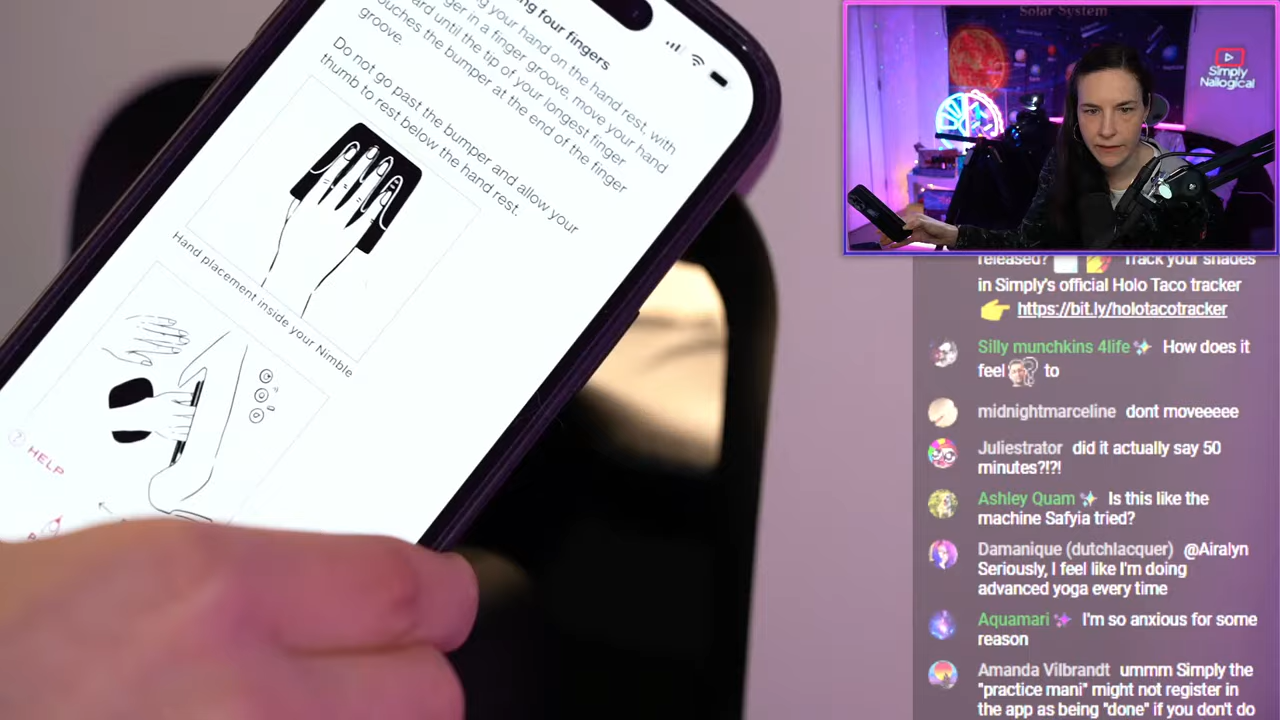 ng four fingers
ng your hand on the hand rest, with
ger in a finger groove, move your hand
ard until the tip of your longest finger
ouches the bumper at the end of the finger
groove.
Do not go past the bumper and allow your
thumb to rest below the hand rest.
Hand placement inside your Nimble
HELP
Solar System
Simply
Nailogical
released? Track your shades
in Simply's official Holo Taco tracker
https://bit.ly/holotacotracker
Silly munchkins 4life How does it
feel to
midnightmarceline dont moveeeee
Juliestrator did it actually say 50
minutes?!?!
Ashley Quam Is this like the
machine Safyia tried?
Damanique (dutchlacquer) @Airalyn
Seriously, I feel like I'm doing
advanced yoga every time
Aquamari I'm so anxious for some
reason
Amanda Vilbrandt ummm Simply the
"practice mani" might not register in
the app as being "done" if you don't do